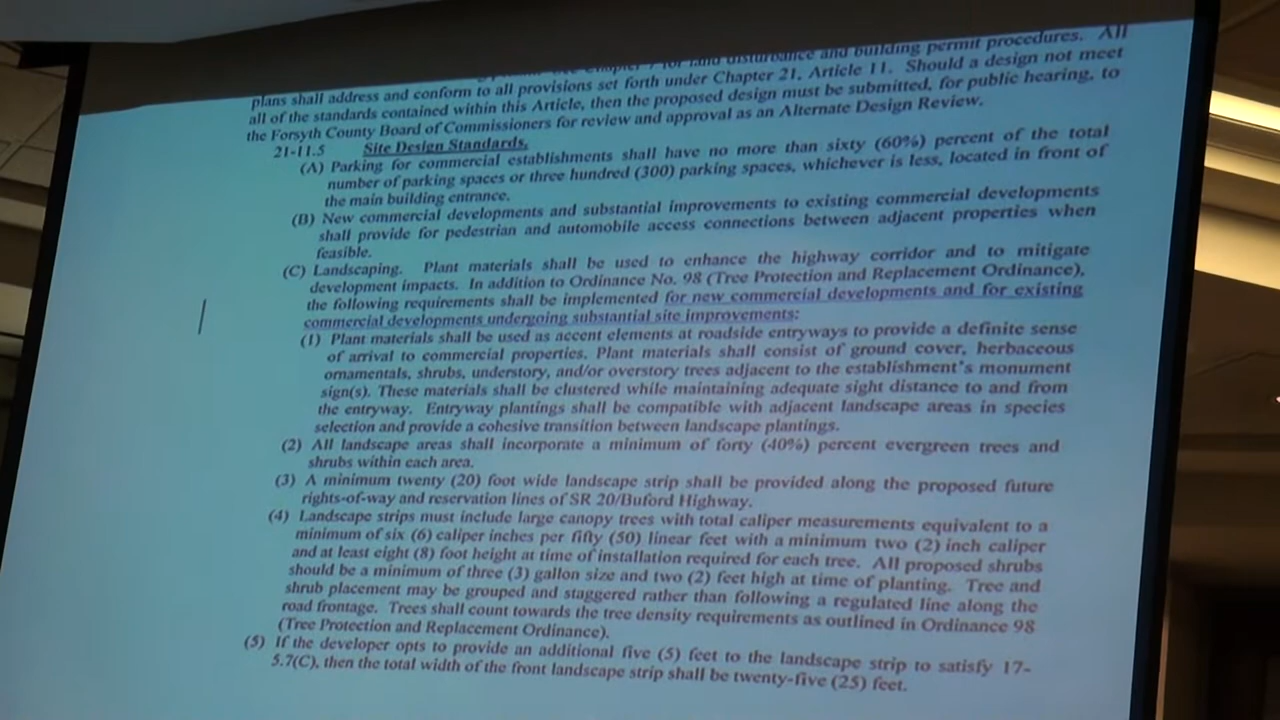 for land disturbance and building permit procedures. All
plans shall address and conform to all provisions set forth under Chapter 21, Article 11. Should a design not meet
all of the standards contained within this Article, then the proposed design must be submitted, for public hearing, to
the Forsyth County Board of Commissioners for review and approval as an Alternate Design Review.
21-11.5 Site Design Standards.
(A) Parking for commercial establishments shall have no more than sixty (60%) percent of the total
number of parking spaces or three hundred (300) parking spaces, whichever is less, located in front of
the main building entrance.
(B) New commercial developments and substantial improvements to existing commercial developments
shall provide for pedestrian and automobile access connections between adjacent properties when
feasible.
(C) Landscaping. Plant materials shall be used to enhance the highway corridor and to mitigate
development impacts. In addition to Ordinance No. 98 (Tree Protection and Replacement Ordinance),
the following requirements shall be implemented for new commercial developments and for existing
commercial developments undergoing substantial site improvements:
(1) Plant materials shall be used as accent elements at roadside entryways to provide a definite sense
of arrival to commercial properties. Plant materials shall consist of ground cover, herbaceous
ornamentals, shrubs, understory, and/or overstory trees adjacent to the establishment's monument
sign(s). These materials shall be clustered while maintaining adequate sight distance to and from
the entryway. Entryway plantings shall be compatible with adjacent landscape areas in species
selection and provide a cohesive transition between landscape plantings.
(2) All landscape areas shall incorporate a minimum of forty (40%) percent evergreen trees and
shrubs within each area.
(3) A minimum twenty (20) foot wide landscape strip shall be provided along the proposed future
rights-of-way and reservation lines of SR 20/Buford Highway.
(4) Landscape strips must include large canopy trees with total caliper measurements equivalent to a
minimum of six (6) caliper inches per fifty (50) linear feet with a minimum two (2) inch caliper
and at least eight (8) foot height at time of installation required for each tree. All proposed shrubs
should be a minimum of three (3) gallon size and two (2) feet high at time of planting. Tree and
shrub placement may be grouped and staggered rather than following a regulated line along the
road frontage. Trees shall count towards the tree density requirements as outlined in Ordinance 98
(Tree Protection and Replacement Ordinance).
(5) If the developer opts to provide an additional five (5) feet to the landscape strip to satisfy 17-
5.7(C), then the total width of the front landscape strip shall be twenty-five (25) feet.